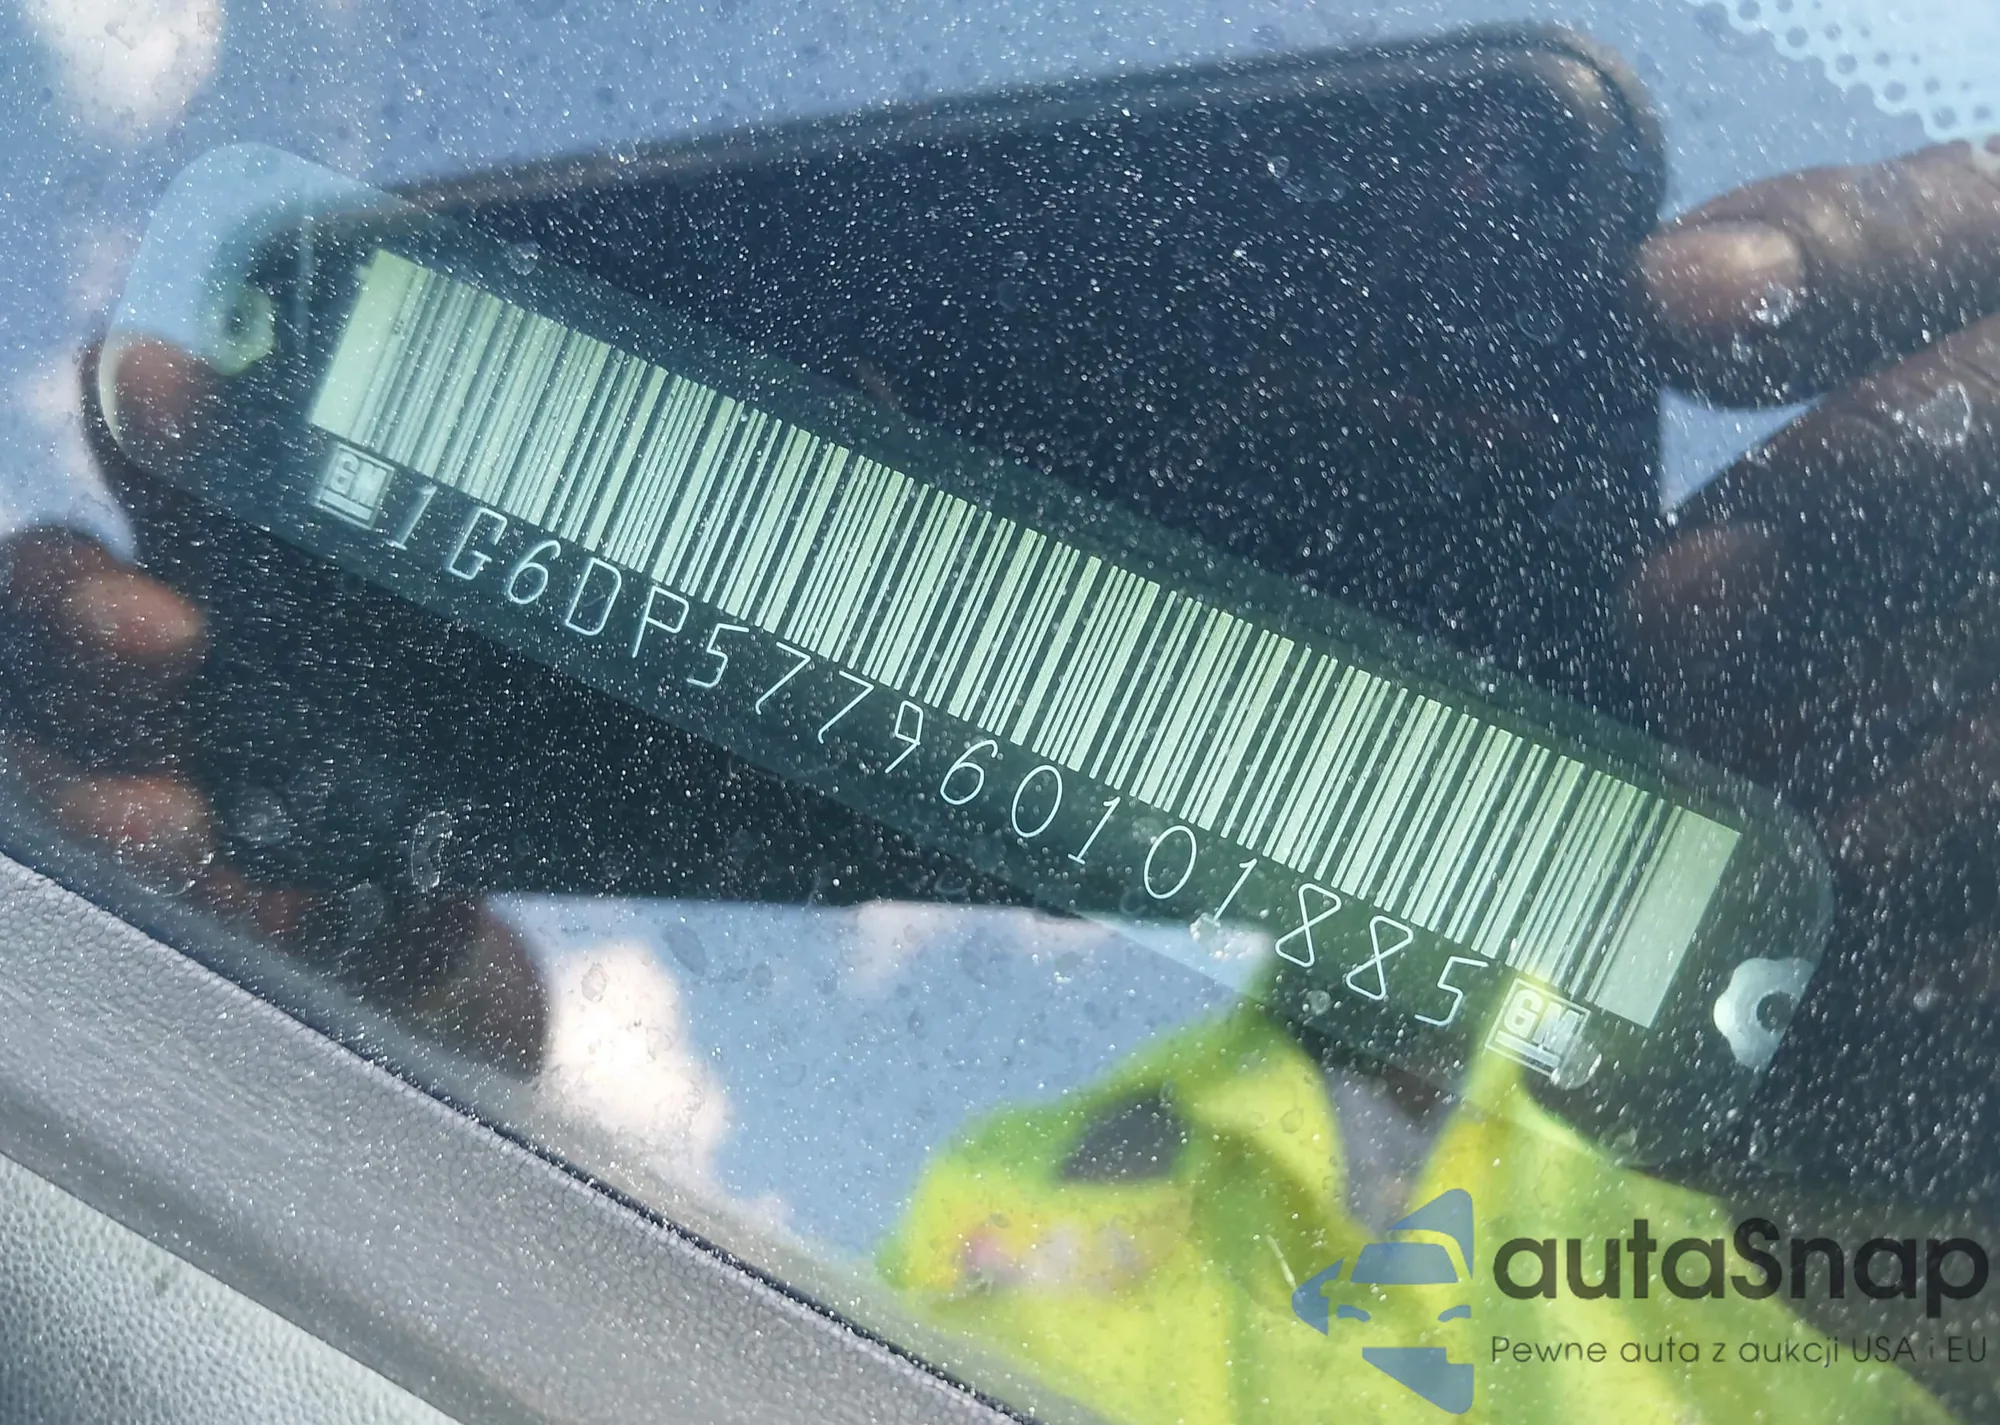 GM 1G6DP577960101885 GM
autaSnap
Pewne auta z aukcji USA i EU